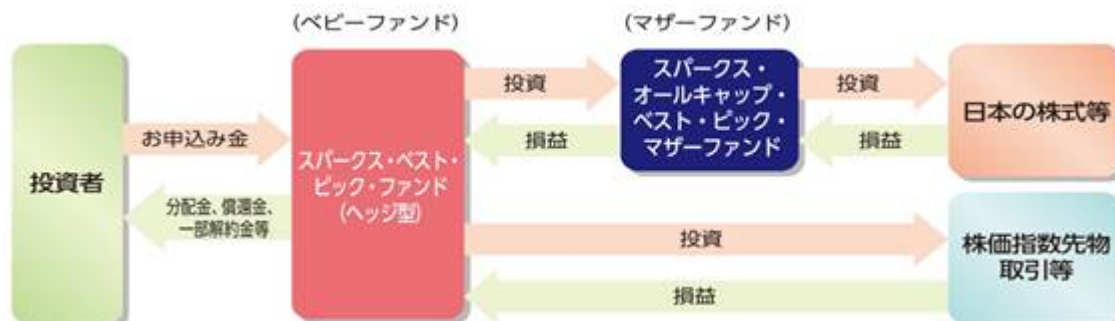 (ベビーファンド)
(マザーファンド)
投資者
お申込み金
分配金、償還金、
一部解約金等
スパークス・ベスト・
ピック・ファンド
(ヘッジ型)
投資
損益
スパークス・
オールキャップ・
ベスト・ピック・
マザーファンド
投資
損益
日本の株式等
投資
損益
株価指数先物
取引等